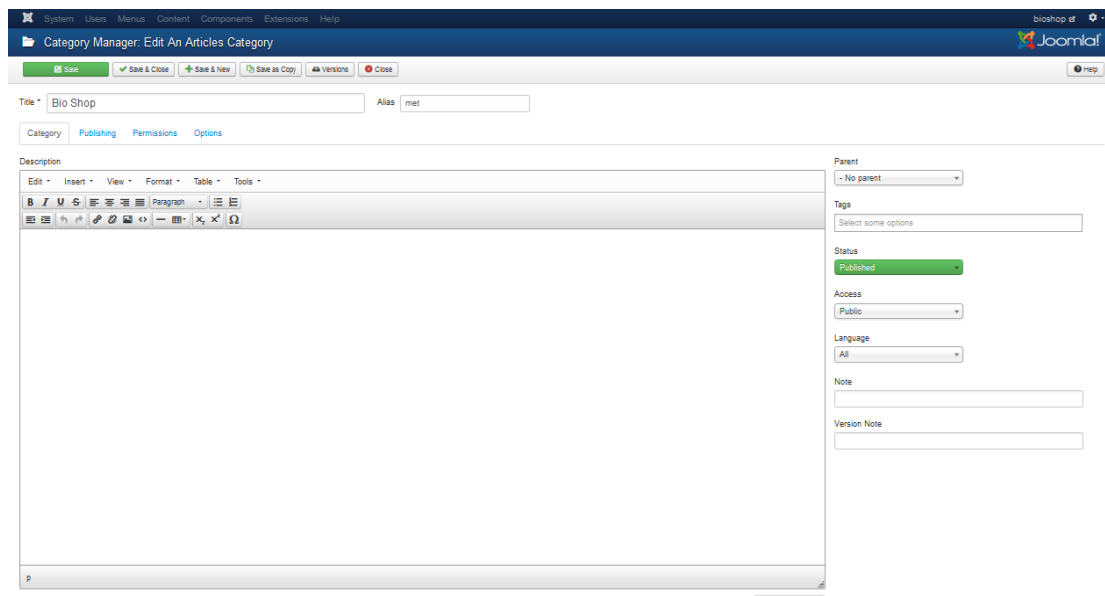 System Users Menus Content Components Extensions Help bioshop
Category Manager: Edit An Articles Category Joomla!
Save Save & Close Save & New Save as Copy Versions Close Help
Title * Bio Shop Alias met
Category Publishing Permissions Options
Description
Edit Insert View Format Table Tools
B I U S Paragraph
x₂ x² Ω
p
Parent
- No parent
Tags
Select some options
Status
Published
Access
Public
Language
All
Note
Version Note